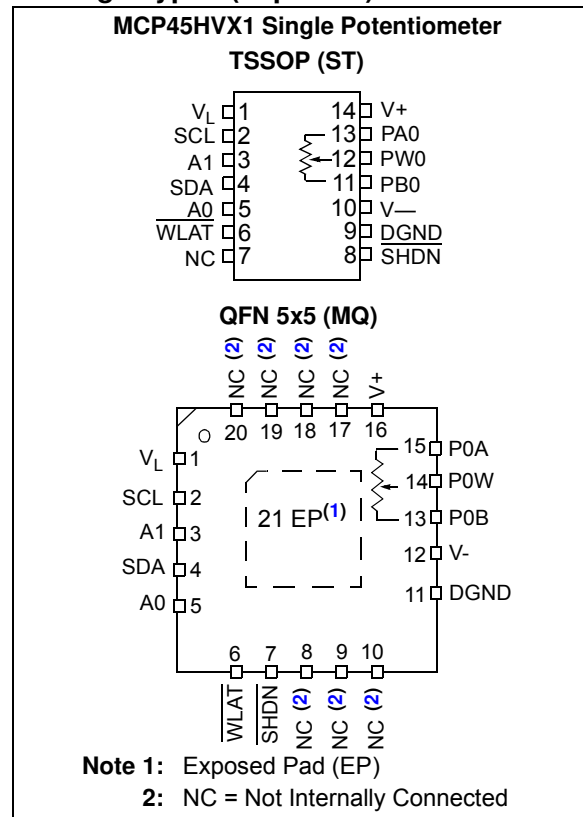 MCP45HVX1 Single Potentiometer
TSSOP (ST)
VL 1 14 V+
SCL 2 13 PA0
A1 3 12 PW0
SDA 4 11 PB0
A0 5 10 V—
WLAT 6 9 DGND
NC 7 8 SHDN
QFN 5x5 (MQ)
NC (2) NC (2) NC (2) NC (2) V+
20 19 18 17 16
VL 1 15 P0A
SCL 2 14 P0W
A1 3 21 EP(1) 13 P0B
SDA 4 12 V-
A0 5 11 DGND
6 7 8 9 10
WLAT SHDN NC (2) NC (2) NC (2)
Note 1: Exposed Pad (EP)
2: NC = Not Internally Connected